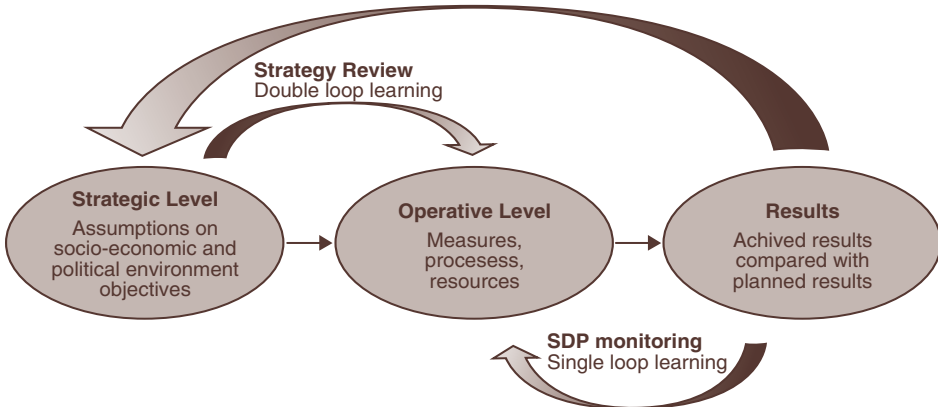 Strategy Review
Double loop learning
Strategic Level
Assumptions on
socio-economic and
political environment
objectives
Operative Level
Measures,
procesess,
resources
Results
Achived results
compared with
planned results
SDP monitoring
Single loop learning